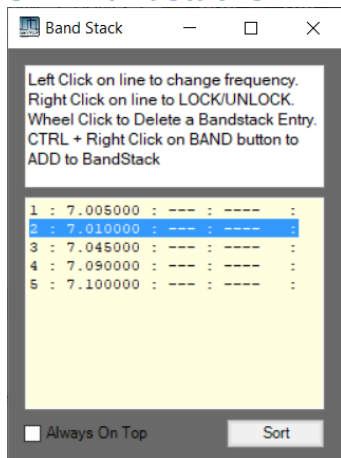 Band Stack
Left Click on line to change frequency.
Right Click on line to LOCK/UNLOCK.
Wheel Click to Delete a Bandstack Entry.
CTRL + Right Click on BAND button to
ADD to BandStack
1 : 7.005000 : --- : ---- :
2 : 7.010000 : --- : ---- :
3 : 7.045000 : --- : ---- :
4 : 7.090000 : --- : ---- :
5 : 7.100000 : --- : ---- :
Always On Top
Sort